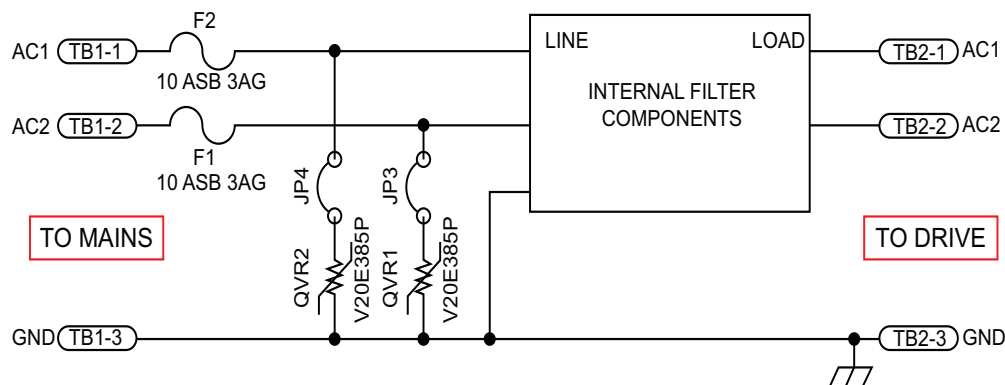 F2
AC1 TB1-1
10 ASB 3AG
AC2 TB1-2
F1
10 ASB 3AG
LINE LOAD
INTERNAL FILTER
COMPONENTS
TB2-1 AC1
TB2-2 AC2
JP4
JP3
TO MAINS
TO DRIVE
QVR2
V20E385P
QVR1
V20E385P
GND TB1-3
TB2-3 GND